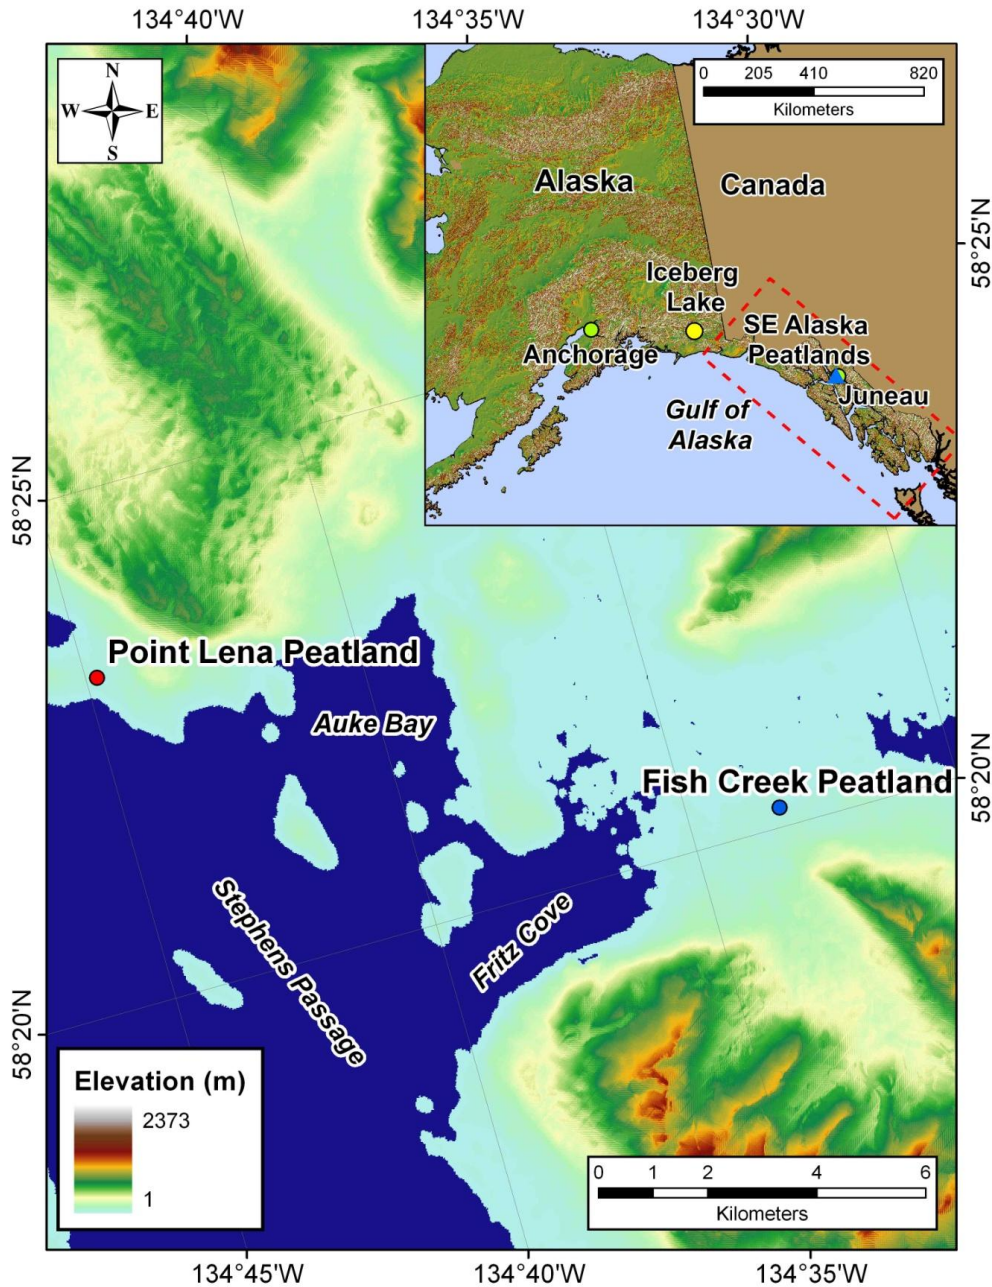 134°40'W
134°35'W
134°30'W
N
W
E
S
0
205
410
820
Kilometers
Alaska
Canada
58°25'N
Iceberg
Lake
SE Alaska
Peatlands
Anchorage
Juneau
Gulf of
Alaska
58°25'N
Point Lena Peatland
Auke Bay
Fish Creek Peatland
58°20'N
Stephens Passage
Fritz Cove
58°20'N
Elevation (m)
2373
1
0
1
2
4
6
Kilometers
134°45'W
134°40'W
134°35'W